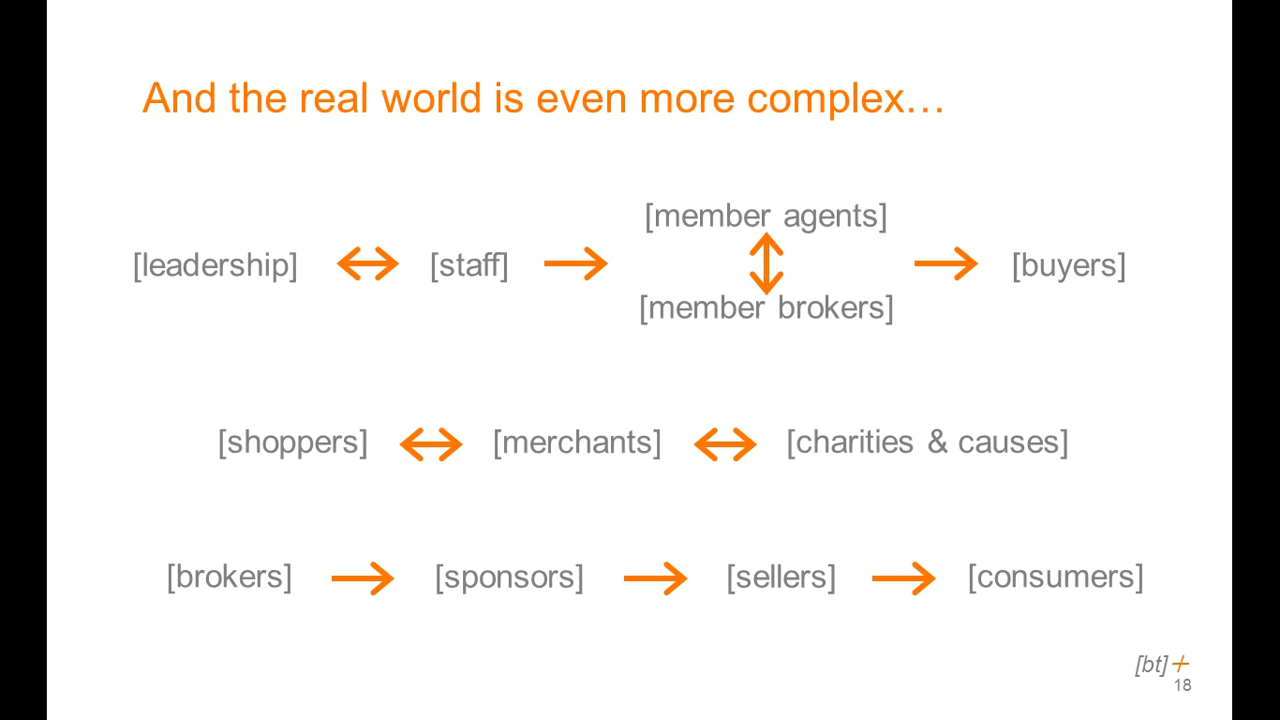 And the real world is even more complex…
[member agents]
[leadership] [staff] [buyers]
[member brokers]
[shoppers] [merchants] [charities & causes]
[brokers] [sponsors] [sellers] [consumers]
[bt]+
18